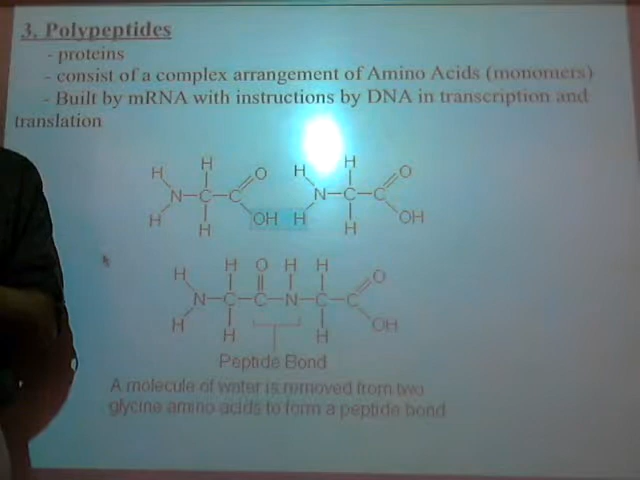 3. Polypeptides
- proteins
- consist of a complex arrangement of Amino Acids (monomers)
- Built by mRNA with instructions by DNA in transcription and
translation
H H O H H O
N C C N C C
H H OH H H OH
H H O H H O
N C C N C C
H H H OH
Peptide Bond
A molecule of water is removed from two
glycine amino acids to form a peptide bond